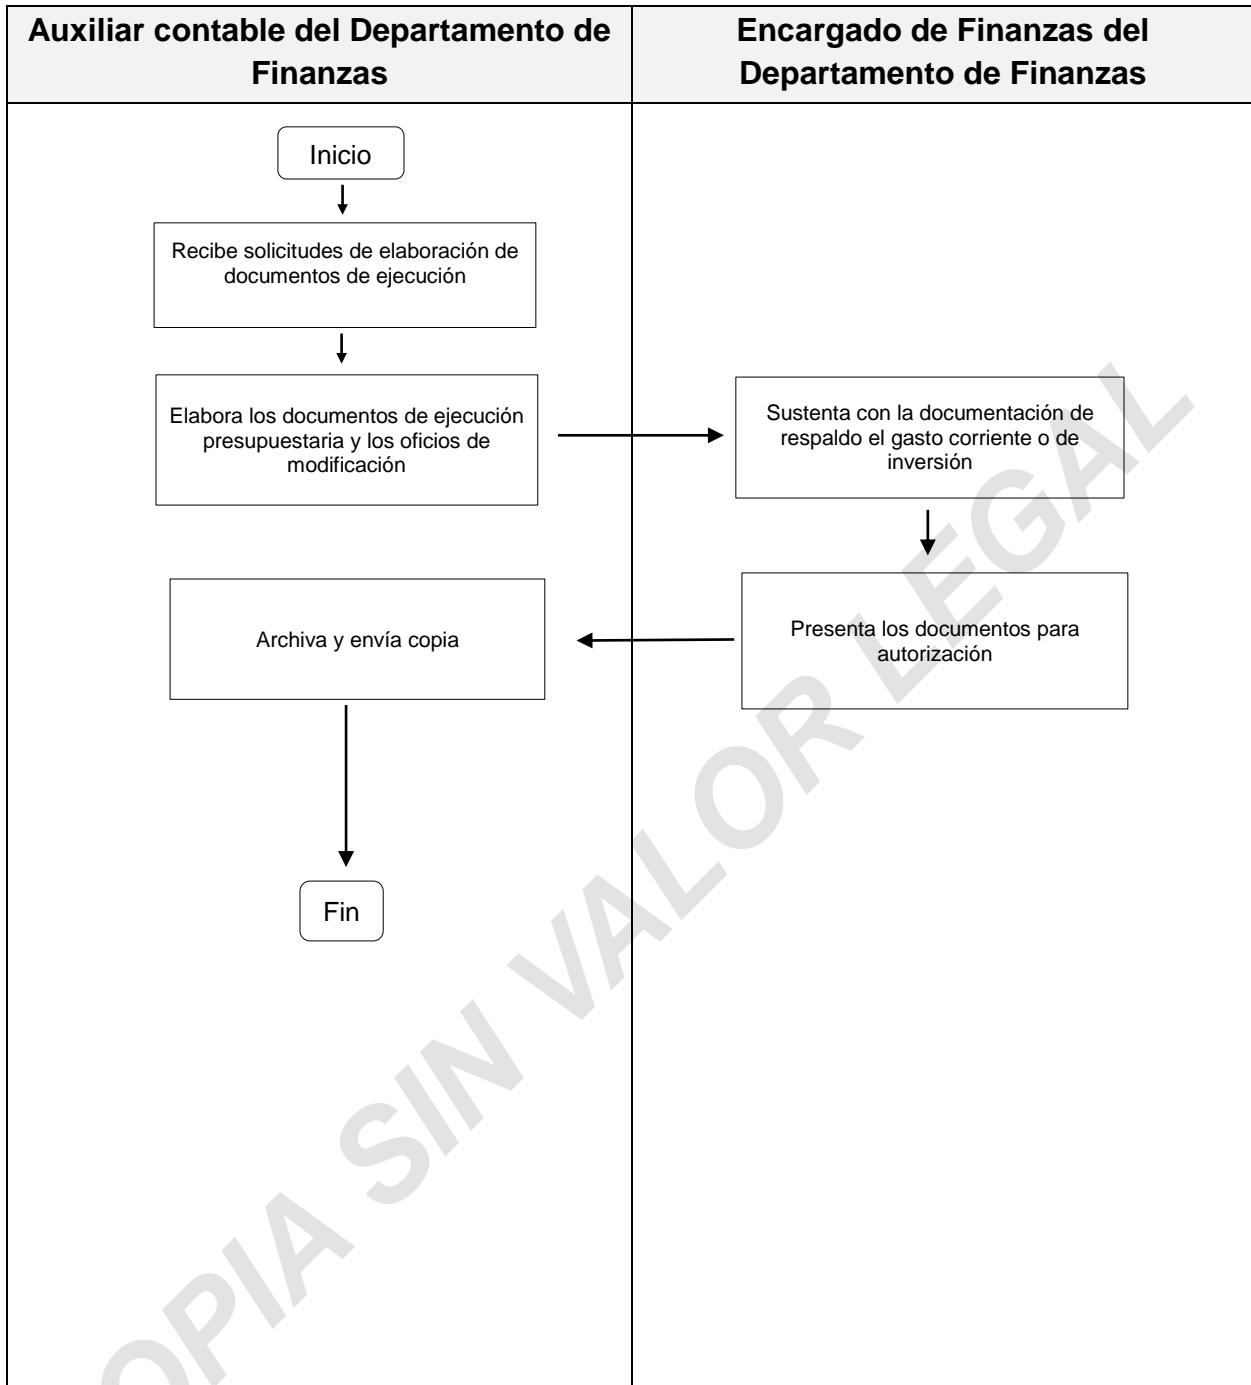 Auxiliar contable del Departamento de
Finanzas
Encargado de Finanzas del
Departamento de Finanzas
Inicio
Recibe solicitudes de elaboración de
documentos de ejecución
Elabora los documentos de ejecución
presupuestaria y los oficios de
modificación
Sustenta con la documentación de
respaldo el gasto corriente o de
inversión
Presenta los documentos para
autorización
Archiva y envía copia
Fin
OPIA SIN VALOR LEGAL